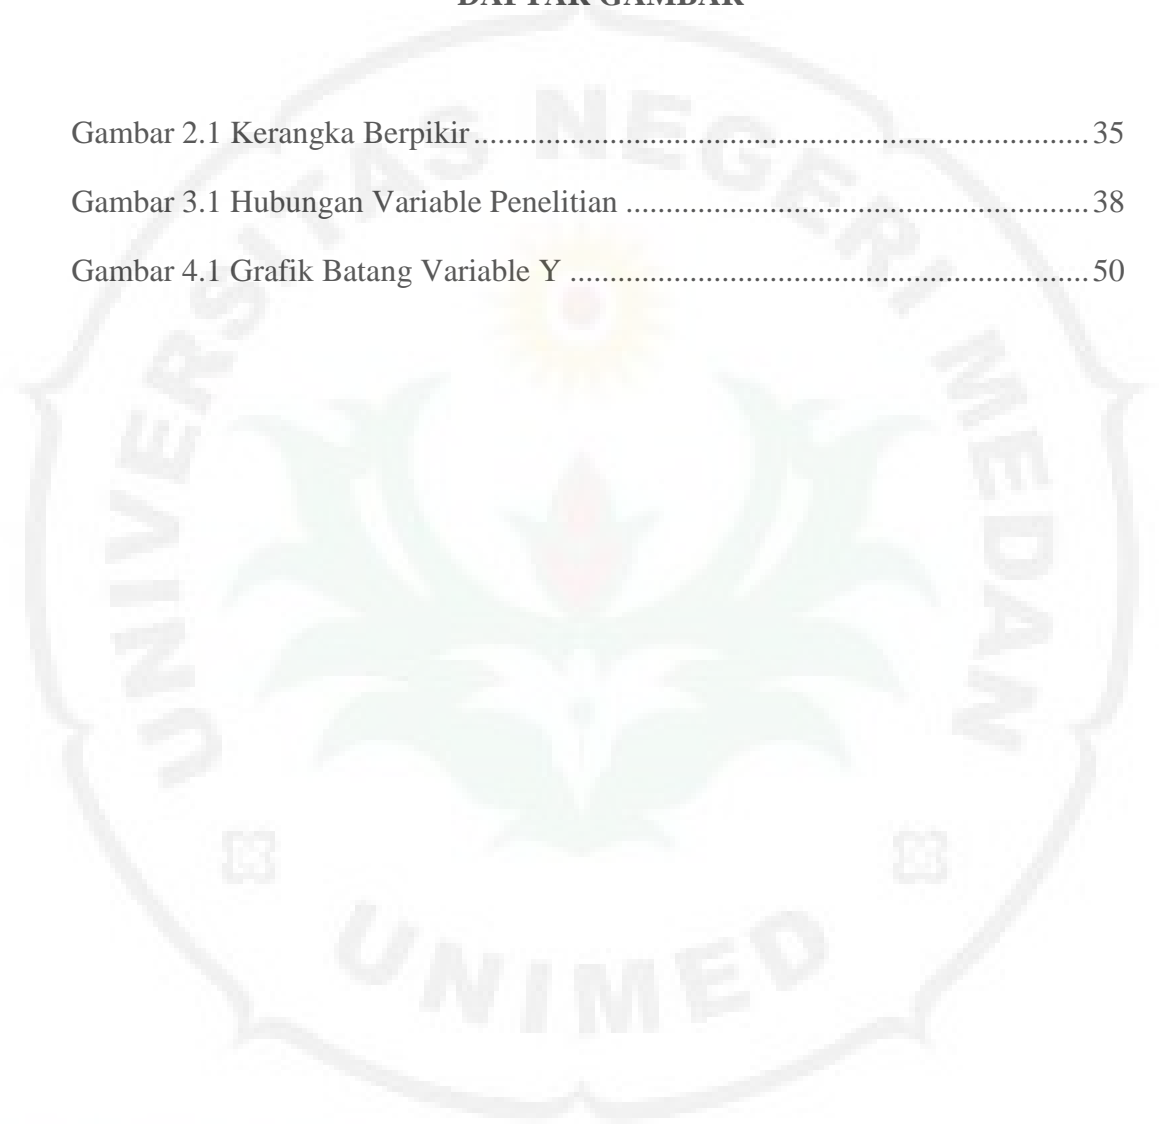 DAFTAR GAMBAR
Gambar 2.1 Kerangka Berpikir................................................................35
Gambar 3.1 Hubungan Variable Penelitian ................................................38
Gambar 4.1 Grafik Batang Variable Y ......................................................50
UNIVERSITAS NEGERI MEDAN
UNIMED